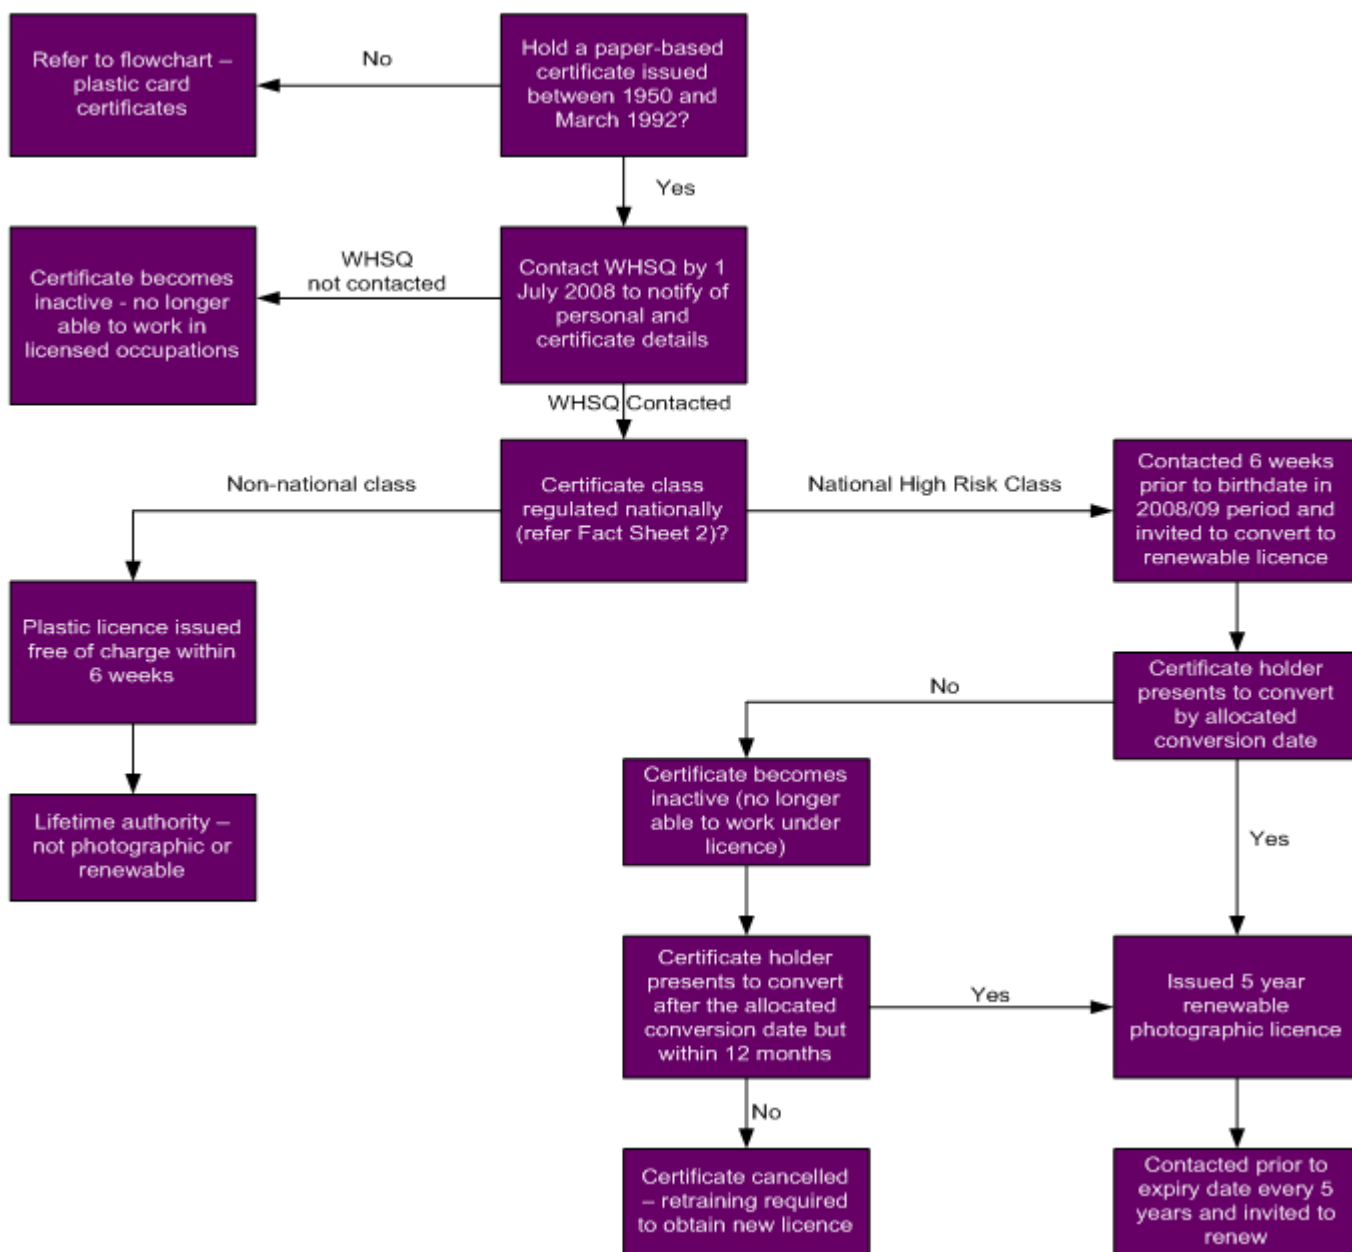 Refer to flowchart –
plastic card
certificates
No
Hold a paper-based
certificate issued
between 1950 and
March 1992?
Yes
Certificate becomes
inactive - no longer
able to work in
licensed occupations
WHSQ
not contacted
Contact WHSQ by 1
July 2008 to notify of
personal and
certificate details
WHSQ Contacted
Non-national class
Certificate class
regulated nationally
(refer Fact Sheet 2)?
National High Risk Class
Contacted 6 weeks
prior to birthdate in
2008/09 period and
invited to convert to
renewable licence
Plastic licence issued
free of charge within
6 weeks
No
Certificate holder
presents to convert
by allocated
conversion date
Lifetime authority –
not photographic or
renewable
Certificate becomes
inactive (no longer
able to work under
licence)
Yes
Certificate holder
presents to convert
after the allocated
conversion date but
within 12 months
Yes
Issued 5 year
renewable
photographic licence
No
Certificate cancelled
– retraining required
to obtain new licence
Contacted prior to
expiry date every 5
years and invited to
renew